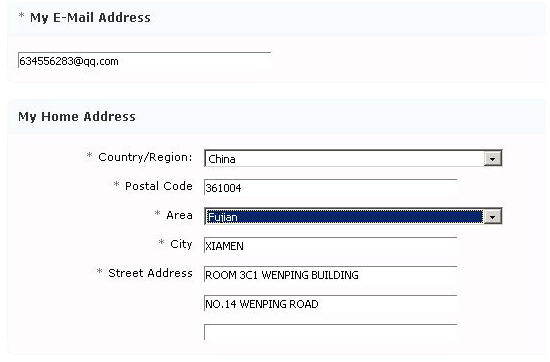 * My E-Mail Address
634556283@qq.com
My Home Address
* Country/Region: China
* Postal Code 361004
* Area Fujian
* City XIAMEN
* Street Address ROOM 3C1 WENPING BUILDING
NO.14 WENPING ROAD